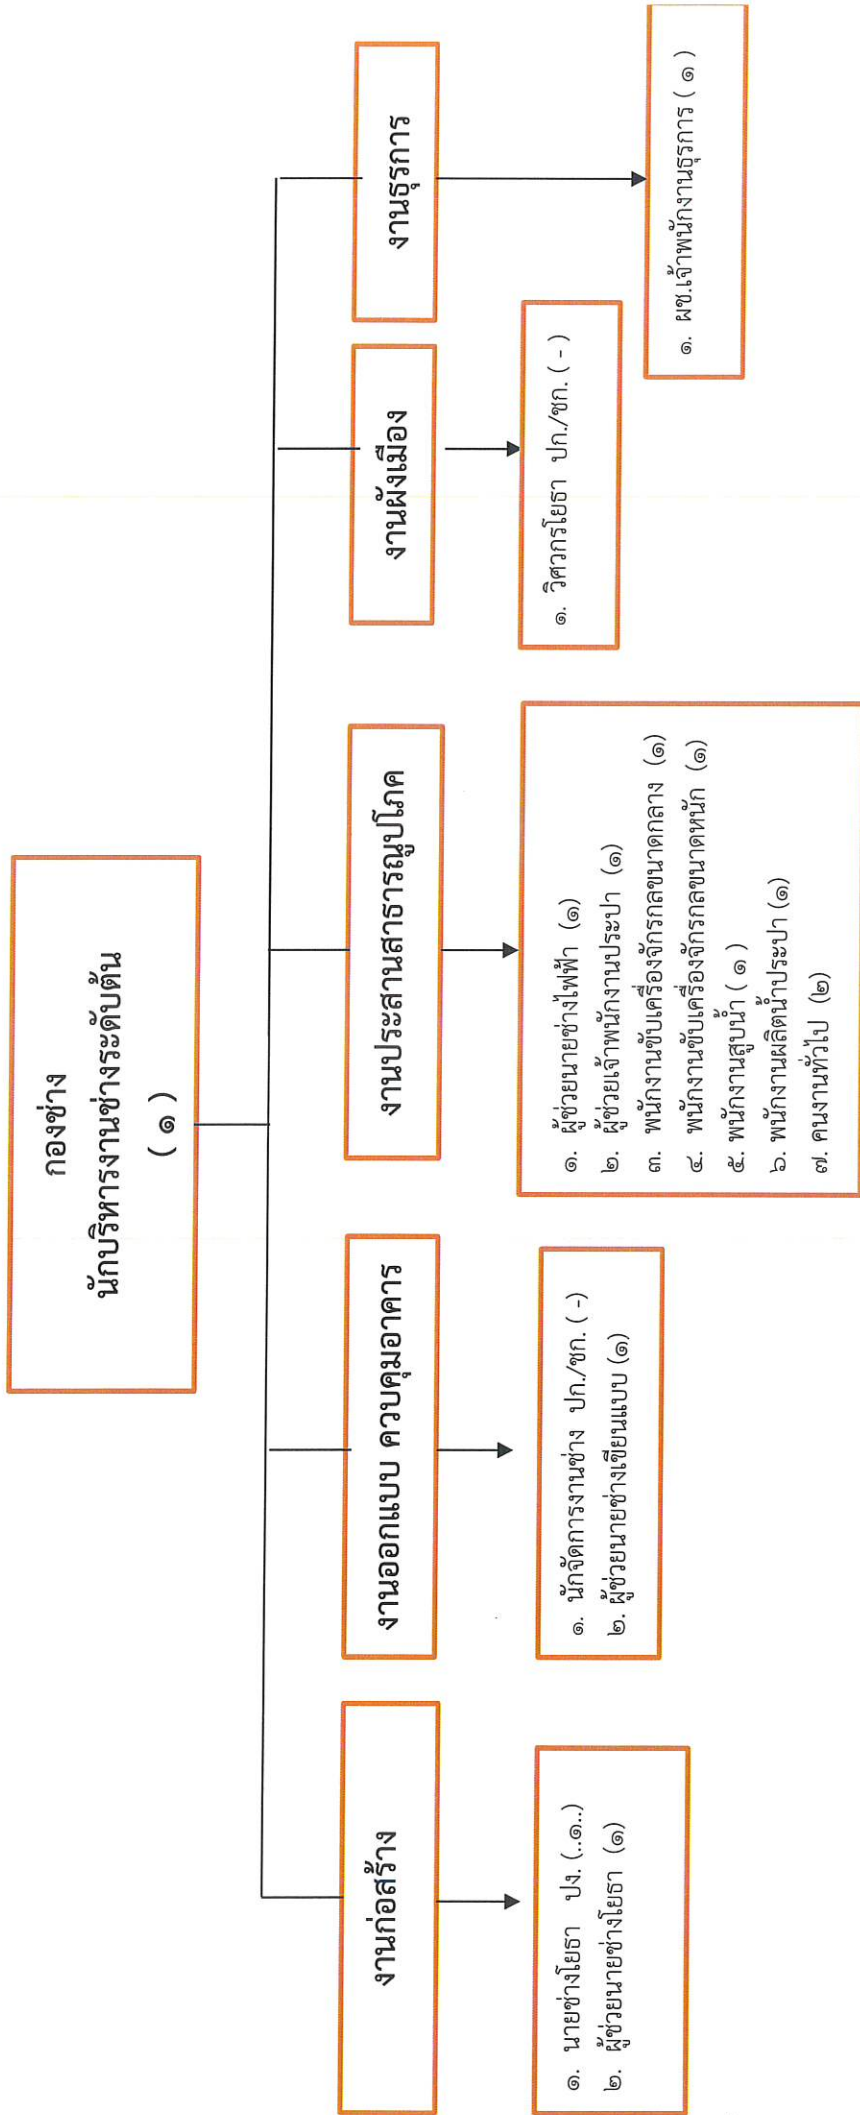 กองช่าง
นักบริหารงานช่างระดับต้น
( ๑ )
งานก่อสร้าง
งานออกแบบ ควบคุมอาคาร
งานประสานสาธารณูปโภค
งานผังเมือง
งานธุรการ
๑. นายช่างโยธา ปง. (..๑..)
๒. ผู้ช่วยนายช่างโยธา (๑)
๑. นักจัดการงานช่าง ปก./ชก. ( -)
๒. ผู้ช่วยนายช่างเขียนแบบ (๑)
๑. ผู้ช่วยนายช่างไฟฟ้า (๑)
๒. ผู้ช่วยเจ้าพนักงานประปา (๑)
๓. พนักงานขับเครื่องจักรกลขนาดกลาง (๑)
๔. พนักงานขับเครื่องจักรกลขนาดหนัก (๑)
๕. พนักงานสูบน้ำ ( ๑ )
๖. พนักงานผลิตน้ำประปา (๑)
๗. คนงานทั่วไป (๒)
๑. วิศวกรโยธา ปก./ชก. ( - )
๑. ผช.เจ้าพนักงานธุรการ ( ๑ )